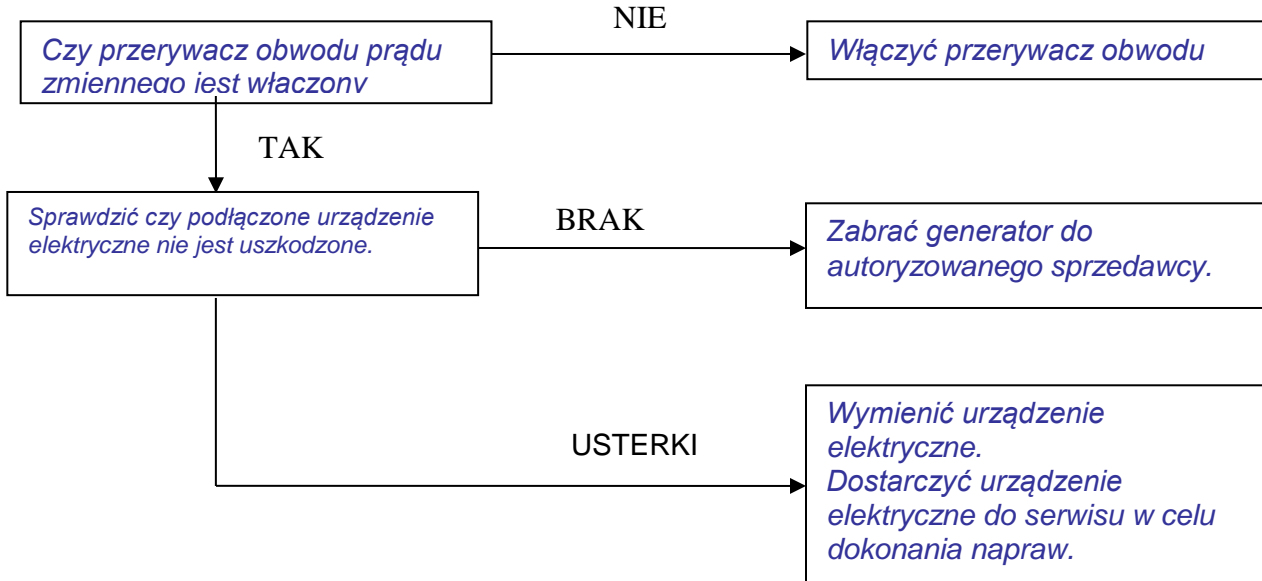 NIE
Czy przerywacz obwodu prądu
zmiennego jest włączony
Włączyć przerywacz obwodu
TAK
Sprawdzić czy podłączone urządzenie
elektryczne nie jest uszkodzone.
BRAK
Zabrać generator do
autoryzowanego sprzedawcy.
USTERKI
Wymienić urządzenie
elektryczne.
Dostarczyć urządzenie
elektryczne do serwisu w celu
dokonania napraw.